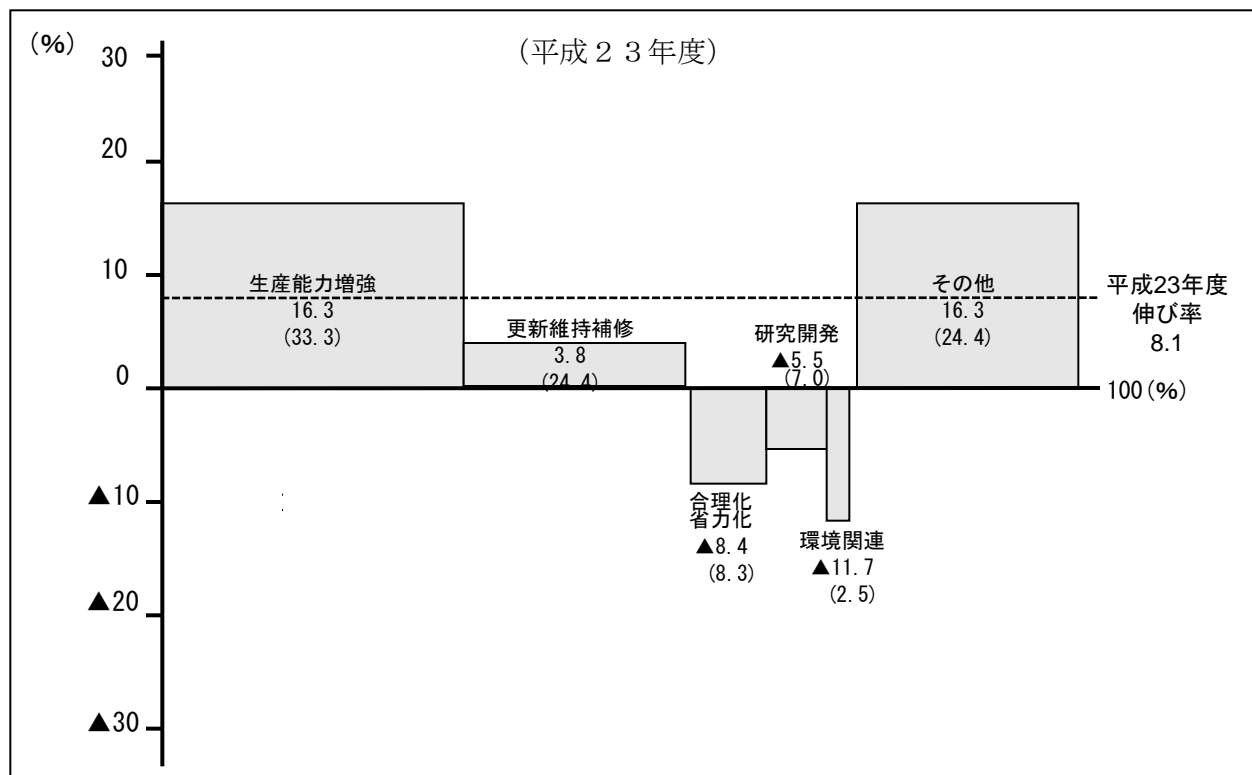 (%)
(平成２３年度)
30
20
10
0
▲10
▲20
▲30
生産能力増強
16.3
(33.3)
更新維持補修
3.8
(24.4)
合理化
省力化
▲8.4
(8.3)
研究開発
▲5.5
(7.0)
環境関連
▲11.7
(2.5)
その他
16.3
(24.4)
平成23年度
伸び率
8.1
100(%)